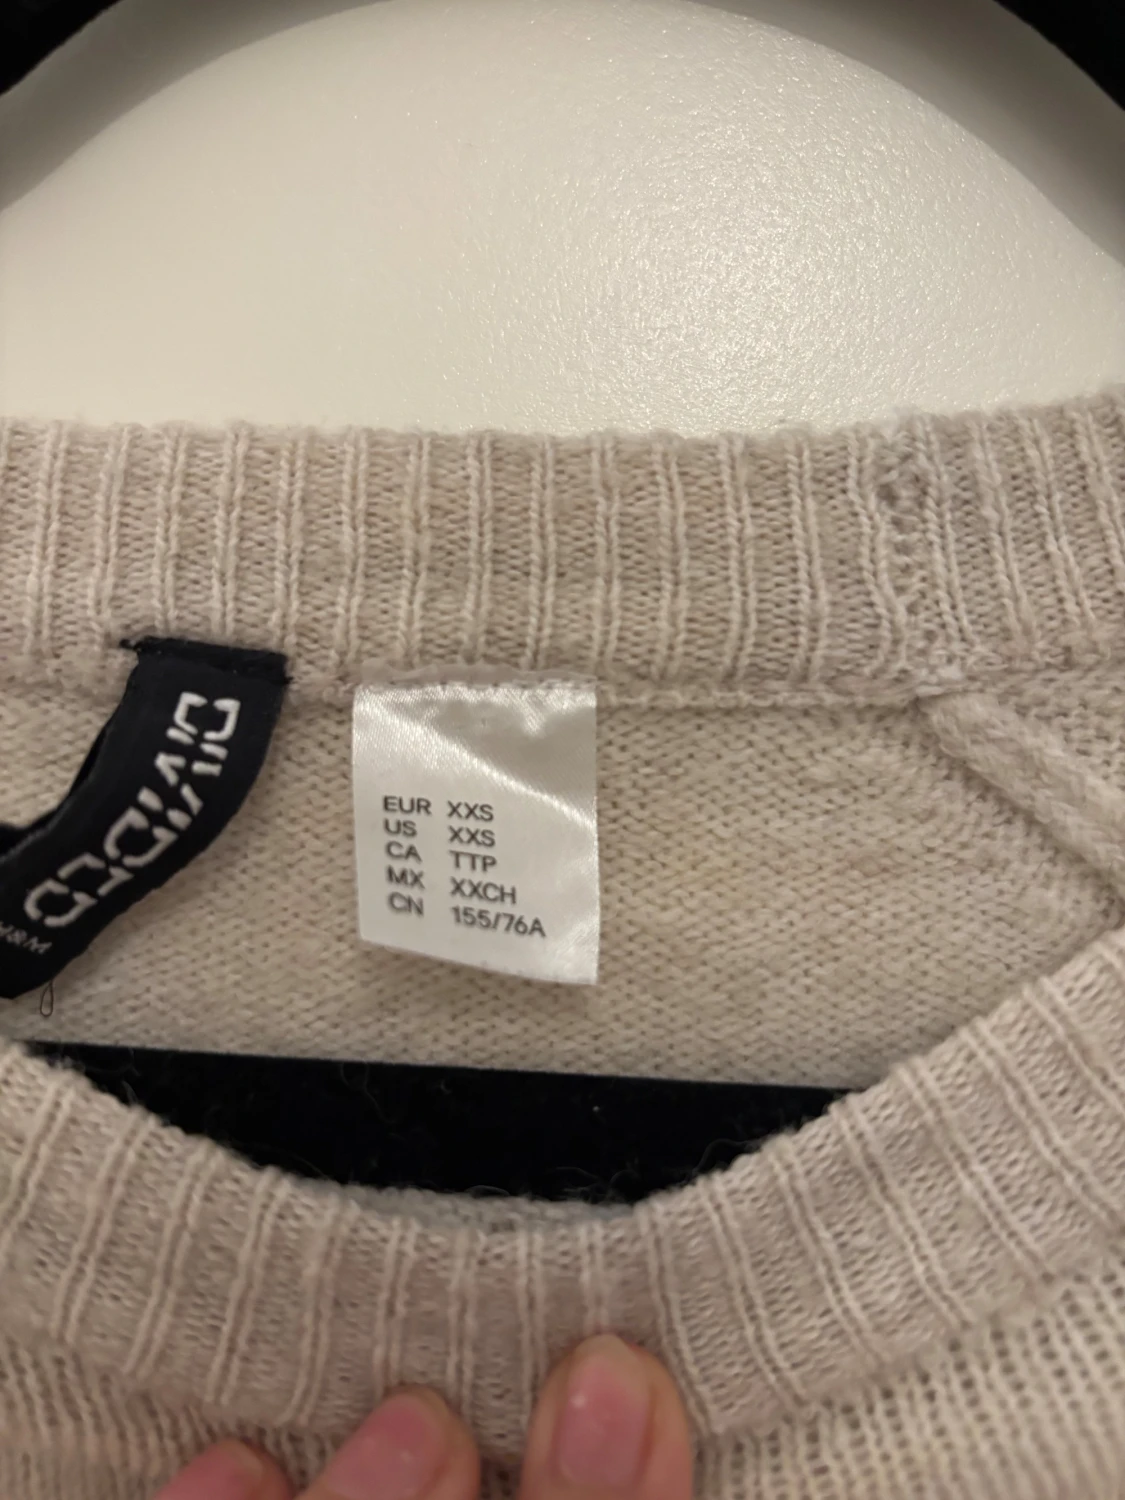 DIVIDED
H&M
EUR XXS
US XXS
CA TTP
MX XXCH
CN 155/76A